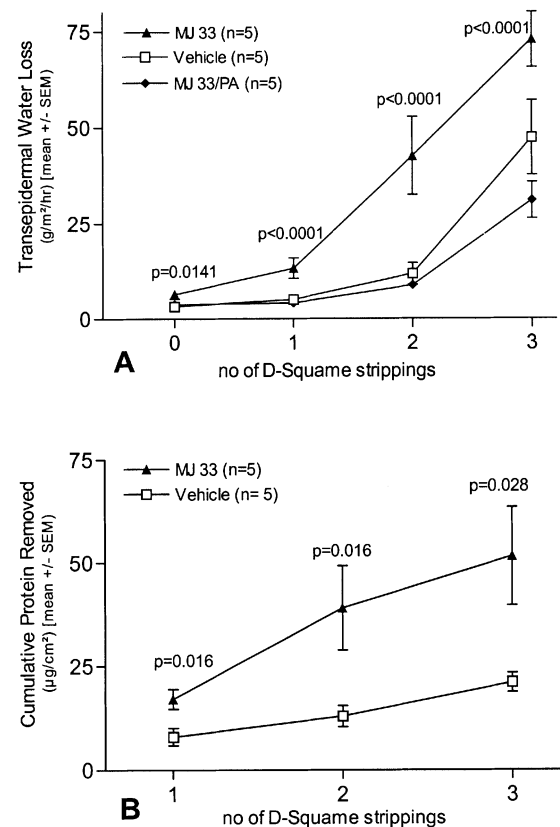 75
50
25
0
Transepidermal Water Loss
(g/m²/hr) [mean +/- SEM)
MJ 33 (n=5)
Vehicle (n=5)
MJ 33/PA (n=5)
p=0.0141
p<0.0001
p<0.0001
p<0.0001
0 1 2 3
no of D-Squame strippings
A
75
50
25
0
Cumulative Protein Removed
(µg/cm²) [mean +/- SEM)
MJ 33 (n=5)
Vehicle (n= 5)
p=0.016
p=0.016
p=0.028
1 2 3
no of D-Squame strippings
B